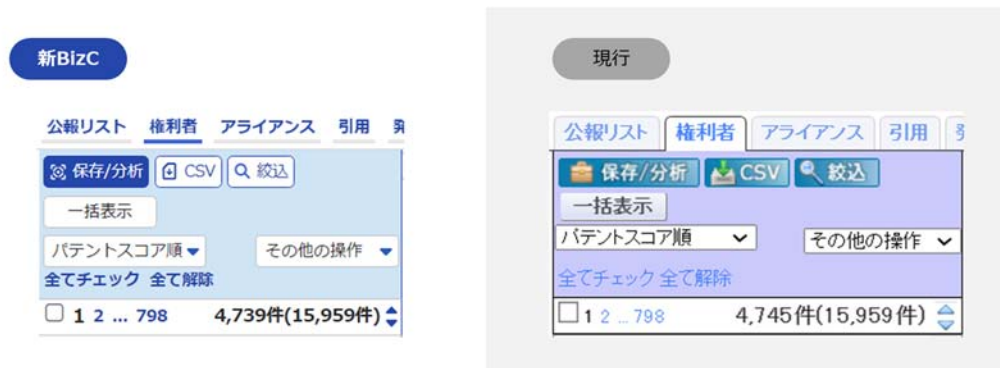 新BizC
公報リスト 権利者 アライアンス 引用
保存/分析 CSV 絞込
一括表示
パテントスコア順 その他の操作
全てチェック 全て解除
1 2 ... 798 4,739件(15,959件)
現行
公報リスト 権利者 アライアンス 引用
保存/分析 CSV 絞込
一括表示
パテントスコア順 その他の操作
全てチェック 全て解除
1 2 ... 798 4,745件(15,959件)